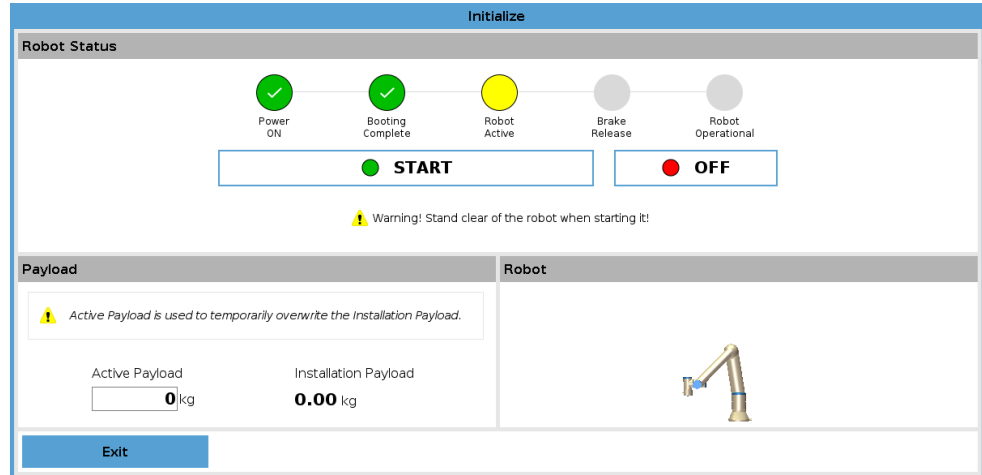 Initialize
Robot Status
Power
ON
Booting
Complete
Robot
Active
Brake
Release
Robot
Operational
START
OFF
Warning! Stand clear of the robot when starting it!
Payload
Active Payload is used to temporarily overwrite the Installation Payload.
Active Payload
0 kg
Installation Payload
0.00 kg
Robot
Exit